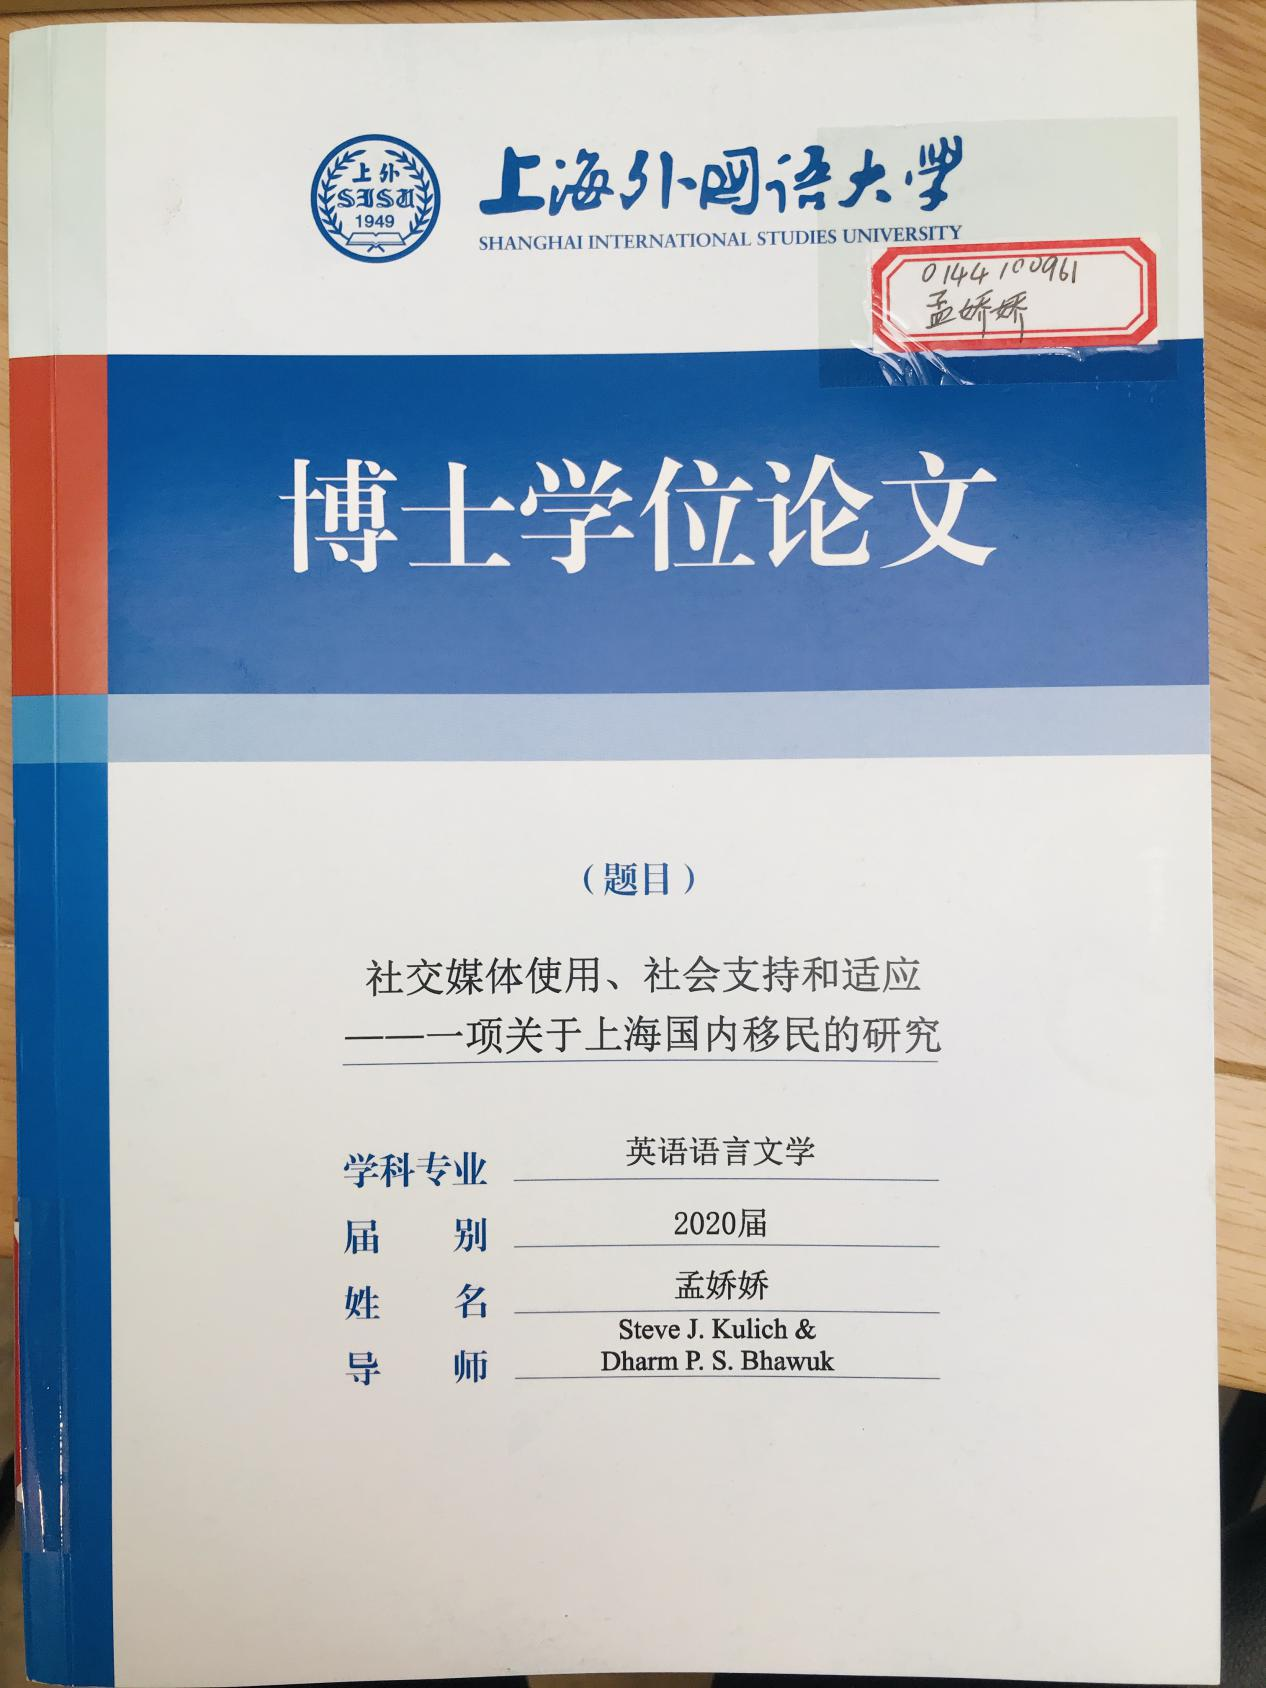 上外
SISU
1949
上海外国语大学
SHANGHAI INTERNATIONAL STUDIES UNIVERSITY
0144100961
孟娇娇
博士学位论文
（题目）
社交媒体使用、社会支持和适应
——一项关于上海国内移民的研究
学科专业 英语语言文学
届 别 2020届
姓 名 孟娇娇
导 师 Steve J. Kulich &
Dharm P. S. Bhawuk